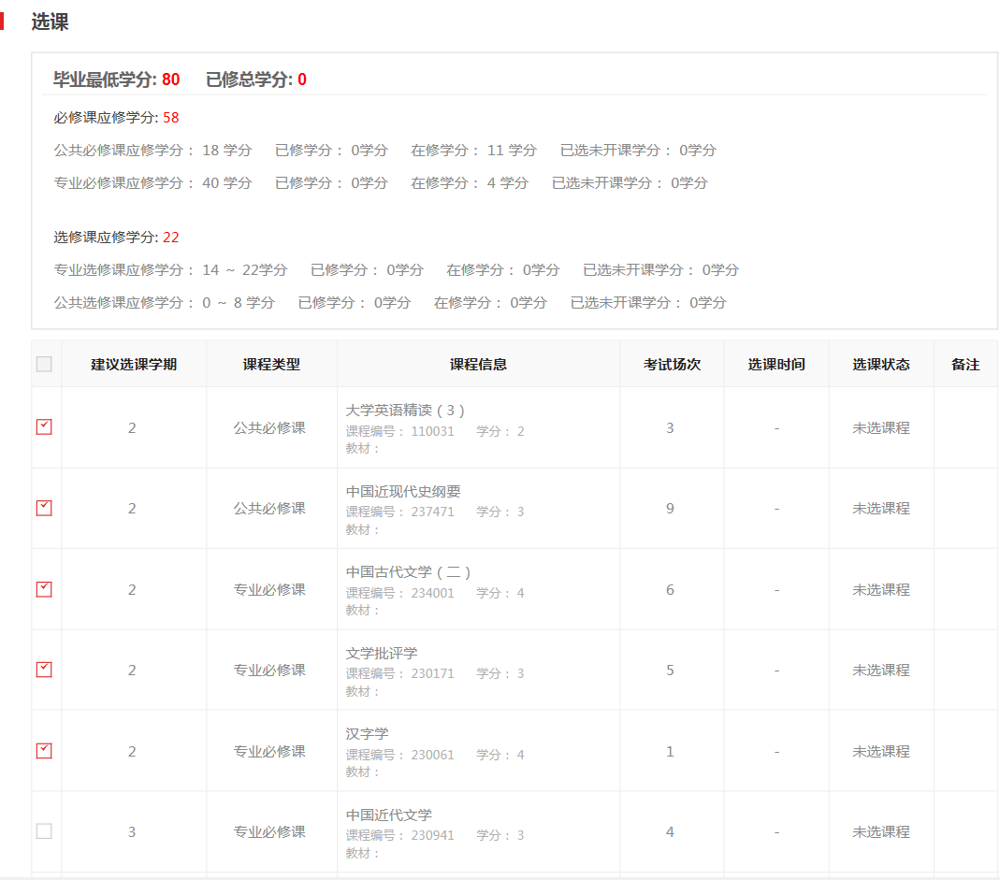 选课
毕业最低学分: 80 已修总学分: 0
必修课应修学分: 58
公共必修课应修学分： 18 学分 已修学分： 0学分 在修学分： 11 学分 已选未开课学分： 0学分
专业必修课应修学分： 40 学分 已修学分： 0学分 在修学分： 4 学分 已选未开课学分： 0学分
选修课应修学分: 22
专业选修课应修学分： 14 ~ 22学分 已修学分： 0学分 在修学分： 0学分 已选未开课学分： 0学分
公共选修课应修学分： 0 ~ 8 学分 已修学分： 0学分 在修学分： 0学分 已选未开课学分： 0学分
建议选课学期 课程类型 课程信息 考试场次 选课时间 选课状态 备注
大学英语精读（3）
2 公共必修课 课程编号： 110031 学分： 2 3 - 未选课程
教材：
中国近现代史纲要
2 公共必修课 课程编号： 237471 学分： 3 9 - 未选课程
教材：
中国古代文学（二）
2 专业必修课 课程编号： 234001 学分： 4 6 - 未选课程
教材：
文学批评学
2 专业必修课 课程编号： 230171 学分： 3 5 - 未选课程
教材：
汉字学
2 专业必修课 课程编号： 230061 学分： 4 1 - 未选课程
教材：
中国近代文学
3 专业必修课 课程编号： 230941 学分： 3 4 - 未选课程
教材：